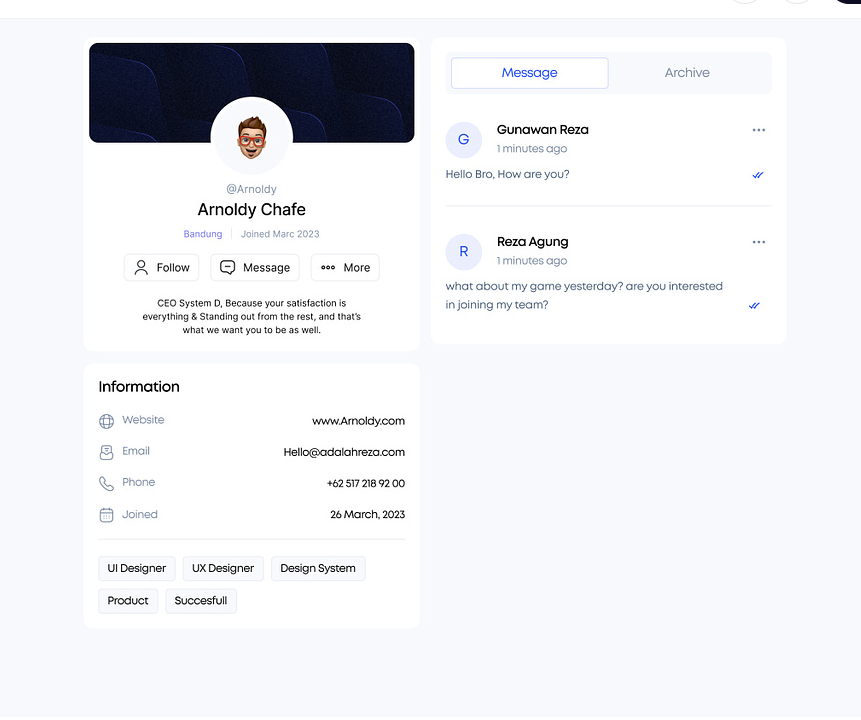 @Arnoldy
Arnoldy Chafe
Bandung
Joined Marc 2023
Follow
Message
More
CEO System D, Because your satisfaction is
everything & Standing out from the rest, and that's
what we want you to be as well.
Information
Website
www.Arnoldy.com
Email
Hello@adalahreza.com
Phone
+62 517 218 92 00
Joined
26 March, 2023
UI Designer
UX Designer
Design System
Product
Succesfull
Message
Archive
G
Gunawan Reza
1 minutes ago
Hello Bro, How are you?
R
Reza Agung
1 minutes ago
what about my game yesterday? are you interested
in joining my team?